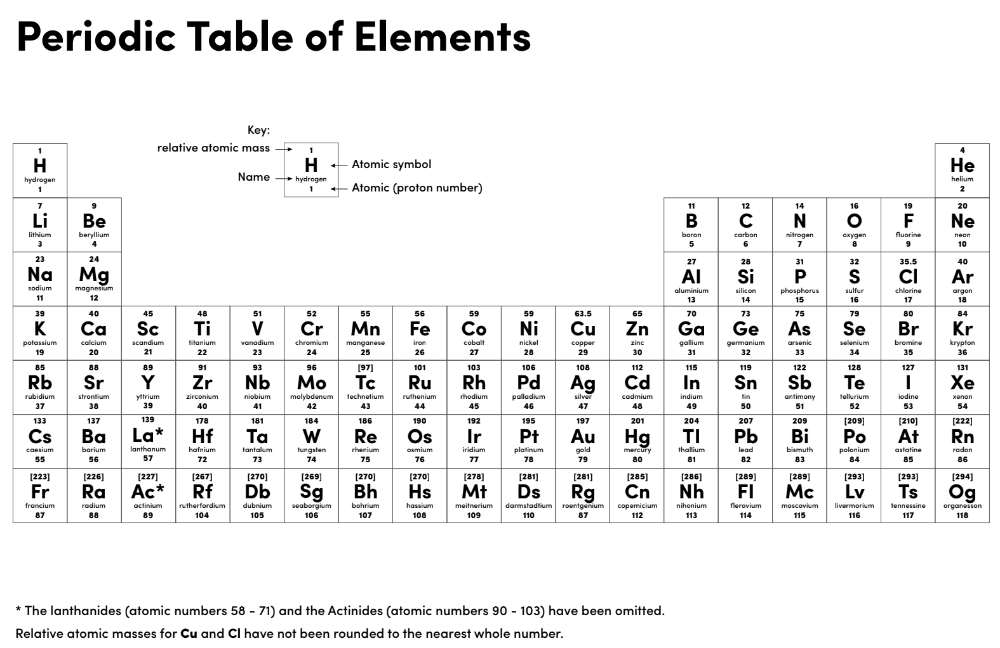 Periodic Table of Elements
Key:
relative atomic mass
Name
1
H
hydrogen
1
Atomic symbol
Atomic (proton number)
1 4
H He
hydrogen helium
1 2
7 9 11 12 14 16 19 20
Li Be B C N O F Ne
lithium beryllium boron carbon nitrogen oxygen fluorine neon
3 4 5 6 7 8 9 10
23 24 27 28 31 32 35.5 40
Na Mg Al Si P S Cl Ar
sodium magnesium aluminium silicon phosphorus sulfur chlorine argon
11 12 13 14 15 16 17 18
39 40 45 48 51 52 55 56 59 59 63.5 65 70 73 75 79 80 84
K Ca Sc Ti V Cr Mn Fe Co Ni Cu Zn Ga Ge As Se Br Kr
potassium calcium scandium titanium vanadium chromium manganese iron cobalt nickel copper zinc gallium germanium arsenic selenium bromine krypton
19 20 21 22 23 24 25 26 27 28 29 30 31 32 33 34 35 36
85 88 89 91 93 96 [97] 101 103 106 108 112 115 119 122 128 127 131
Rb Sr Y Zr Nb Mo Tc Ru Rh Pd Ag Cd In Sn Sb Te I Xe
rubidium strontium yttrium zirconium niobium molybdenum technetium ruthenium rhodium palladium silver cadmium indium tin antimony tellurium iodine xenon
37 38 39 40 41 42 43 44 45 46 47 48 49 50 51 52 53 54
133 137 139 178 181 184 186 190 192 195 197 201 204 207 209 [209] [210] [222]
Cs Ba La* Hf Ta W Re Os Ir Pt Au Hg Tl Pb Bi Po At Rn
caesium barium lanthanum hafnium tantalum tungsten rhenium osmium iridium platinum gold mercury thallium lead bismuth polonium astatine radon
55 56 57 72 73 74 75 76 77 78 79 80 81 82 83 84 85 86
[223] [226] [227] [267] [270] [269] [270] [270] [278] [281] [281] [285] [286] [289] [289] [293] [293] [294]
Fr Ra Ac* Rf Db Sg Bh Hs Mt Ds Rg Cn Nh Fl Mc Lv Ts Og
francium radium actinium rutherfordium dubnium seaborgium bohrium hassium meitnerium darmstadtium roentgenium copemicium nihonium flerovium moscovium livermorium tennessine organesson
87 88 89 104 105 106 107 108 109 110 87 112 113 114 115 116 117 118
* The lanthanides (atomic numbers 58 - 71) and the Actinides (atomic numbers 90 - 103) have been omitted.
Relative atomic masses for Cu and Cl have not been rounded to the nearest whole number.